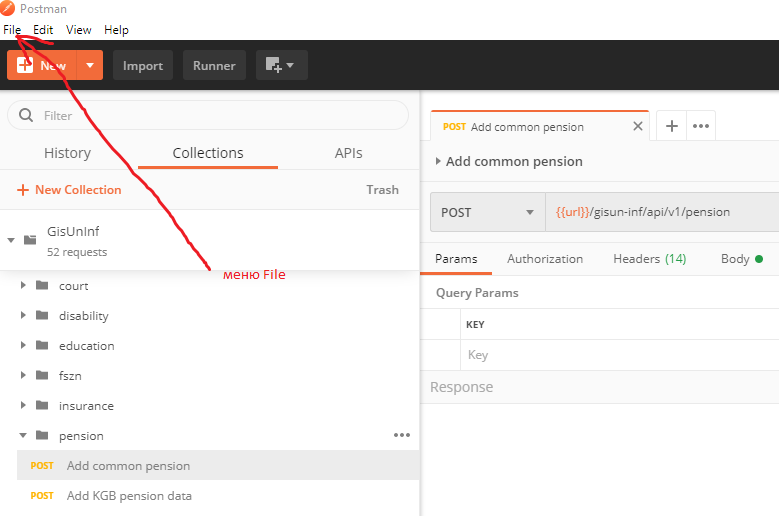 Postman
File Edit View Help
New Import Runner
Filter
History Collections APIs
New Collection Trash
GisUnInf
52 requests
меню File
court
disability
education
fszn
insurance
pension
POST Add common pension
POST Add KGB pension data
POST Add common pension
Add common pension
POST {{url}}/gisun-inf/api/v1/pension
Params Authorization Headers (14) Body
Query Params
KEY
Key
Response